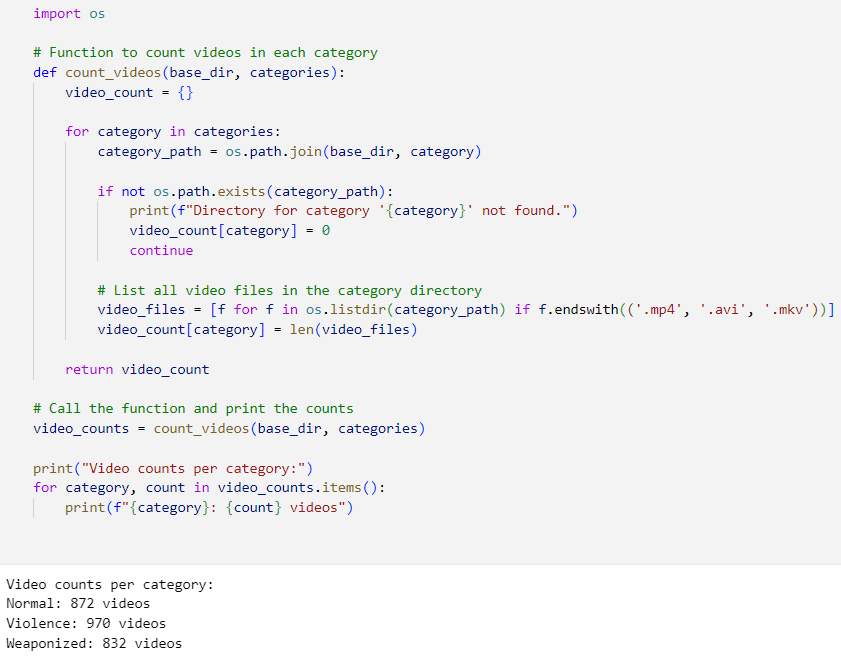 import os

# Function to count videos in each category
def count_videos(base_dir, categories):
    video_count = {}

    for category in categories:
        category_path = os.path.join(base_dir, category)

        if not os.path.exists(category_path):
            print(f"Directory for category '{category}' not found.")
            video_count[category] = 0
            continue

        # List all video files in the category directory
        video_files = [f for f in os.listdir(category_path) if f.endswith(('.mp4', '.avi', '.mkv'))]
        video_count[category] = len(video_files)

    return video_count

# Call the function and print the counts
video_counts = count_videos(base_dir, categories)

print("Video counts per category:")
for category, count in video_counts.items():
    print(f"{category}: {count} videos")

Video counts per category:
Normal: 872 videos
Violence: 970 videos
Weaponized: 832 videos